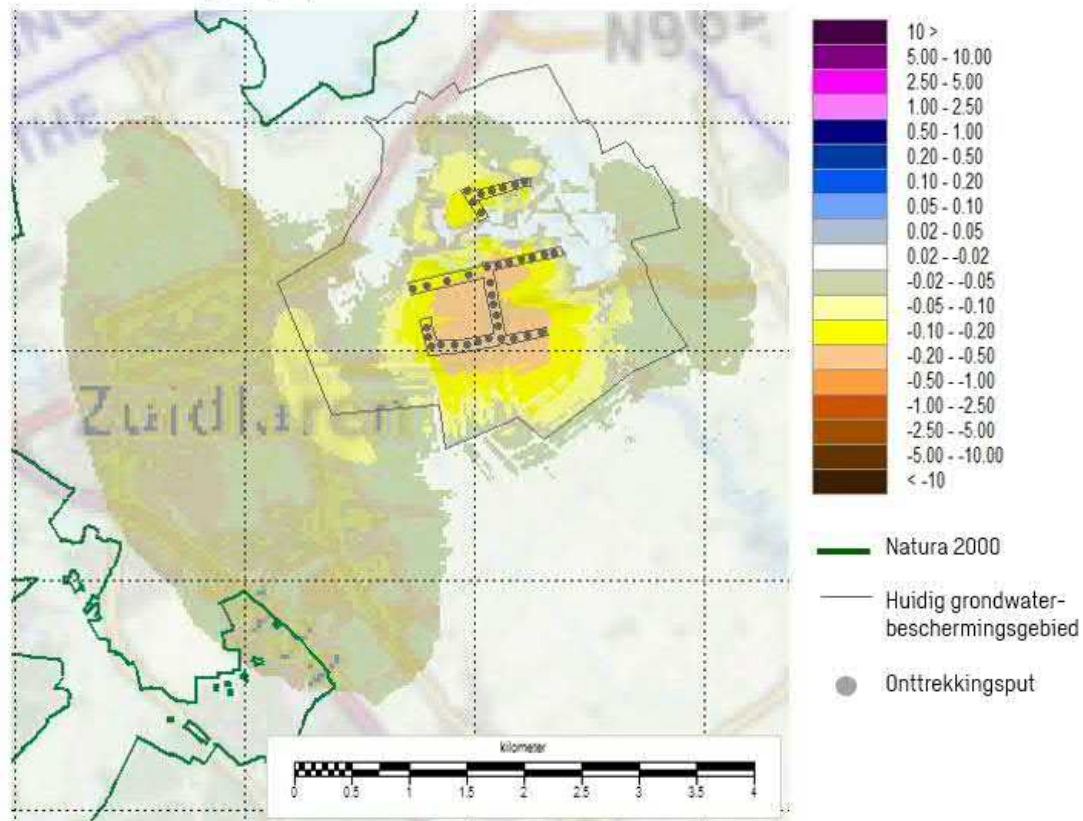 THE
N964
Zuidlaren
10 >
5.00 - 10.00
2.50 - 5.00
1.00 - 2.50
0.50 - 1.00
0.20 - 0.50
0.10 - 0.20
0.05 - 0.10
0.02 - 0.05
0.02 - -0.02
-0.02 - -0.05
-0.05 - -0.10
-0.10 - -0.20
-0.20 - -0.50
-0.50 - -1.00
-1.00 - -2.50
-2.50 - -5.00
-5.00 - -10.00
< -10
Natura 2000
Huidig grondwater-
beschermingsgebied
Onttrekkingsput
kilometer
0 0.5 1 1.5 2 2.5 3 3.5 4